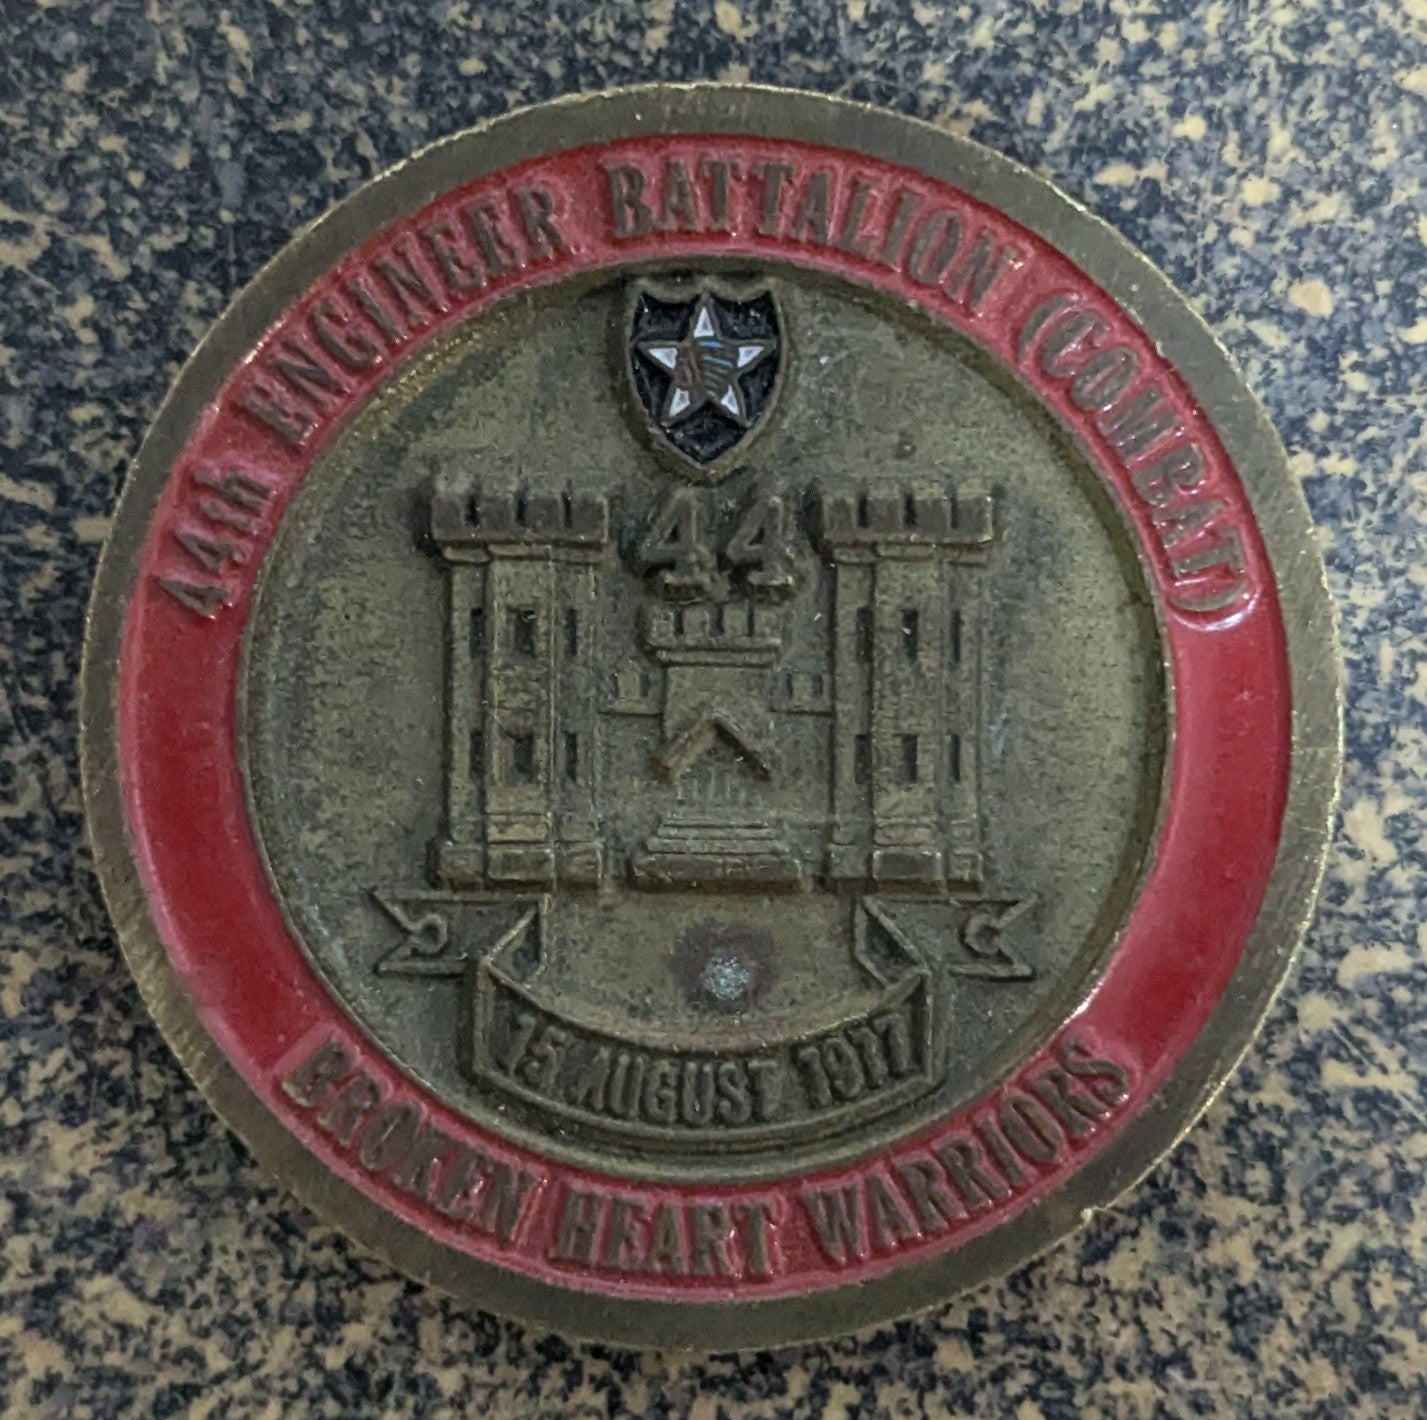 44th ENGINEER BATTALION (COMBAT)
44
15 AUGUST 1917
BROKEN HEART WARRIORS